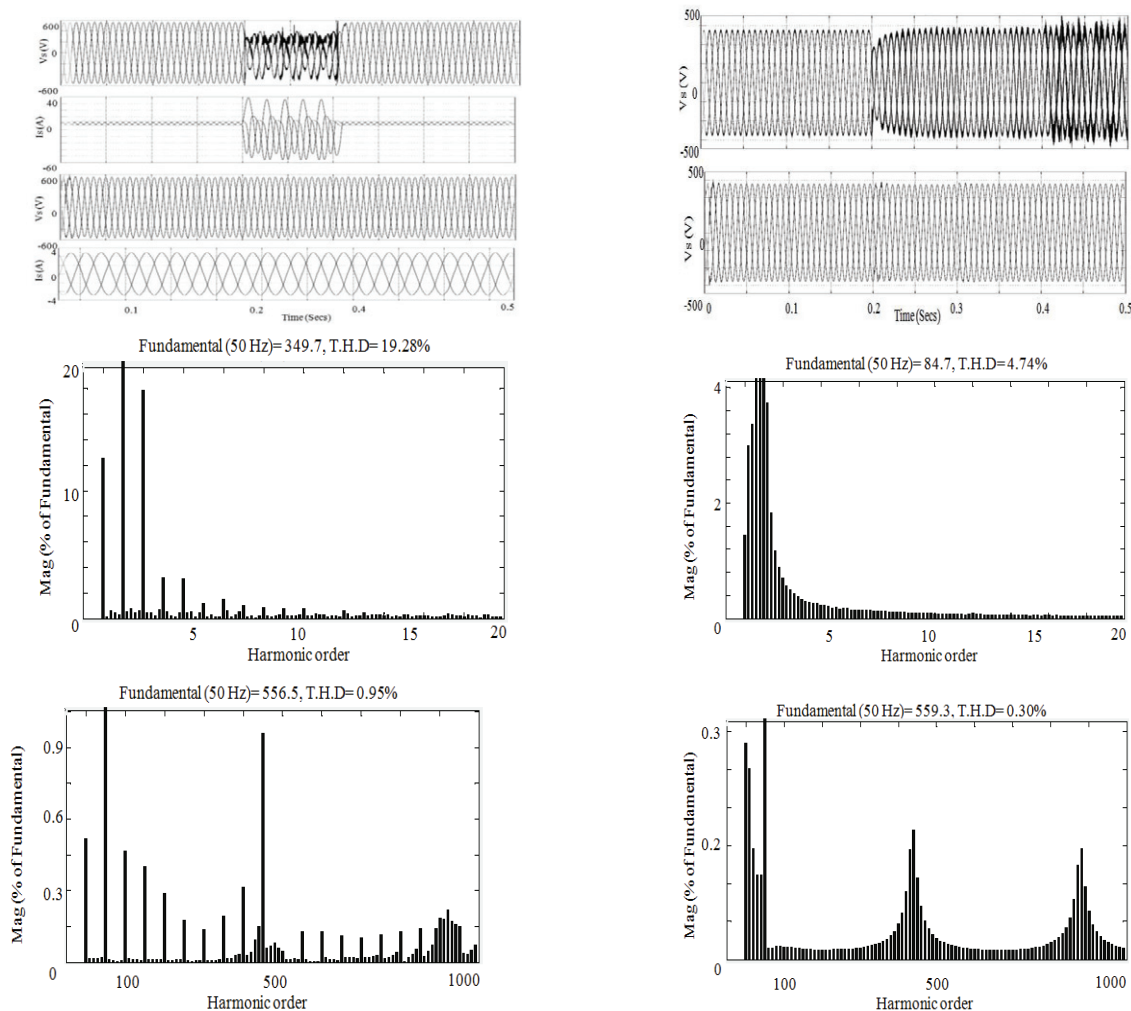 600
Vs (V)
0
-600
40
Is (A)
0
-60
600
Vs (V)
0
-600
4
Is (A)
0
-4
0.1
0.2
0.4
0.5
Time (Secs)
500
Vs (V)
0
-500
500
Vs (V)
0
-500
0
0.1
0.2
0.3
0.4
0.5
Time (Secs)
Fundamental (50 Hz)= 349.7, T.H.D= 19.28%
20
10
0
Mag (% of Fundamental)
5
10
15
20
Harmonic order
Fundamental (50 Hz)= 84.7, T.H.D= 4.74%
4
2
0
Mag (% of Fundamental)
5
10
15
20
Harmonic order
Fundamental (50 Hz)= 556.5, T.H.D= 0.95%
0.9
0.6
0.3
0
Mag (% of Fundamental)
100
500
1000
Harmonic order
Fundamental (50 Hz)= 559.3, T.H.D= 0.30%
0.3
0.2
0
Mag (% of Fundamental)
100
500
1000
Harmonic order